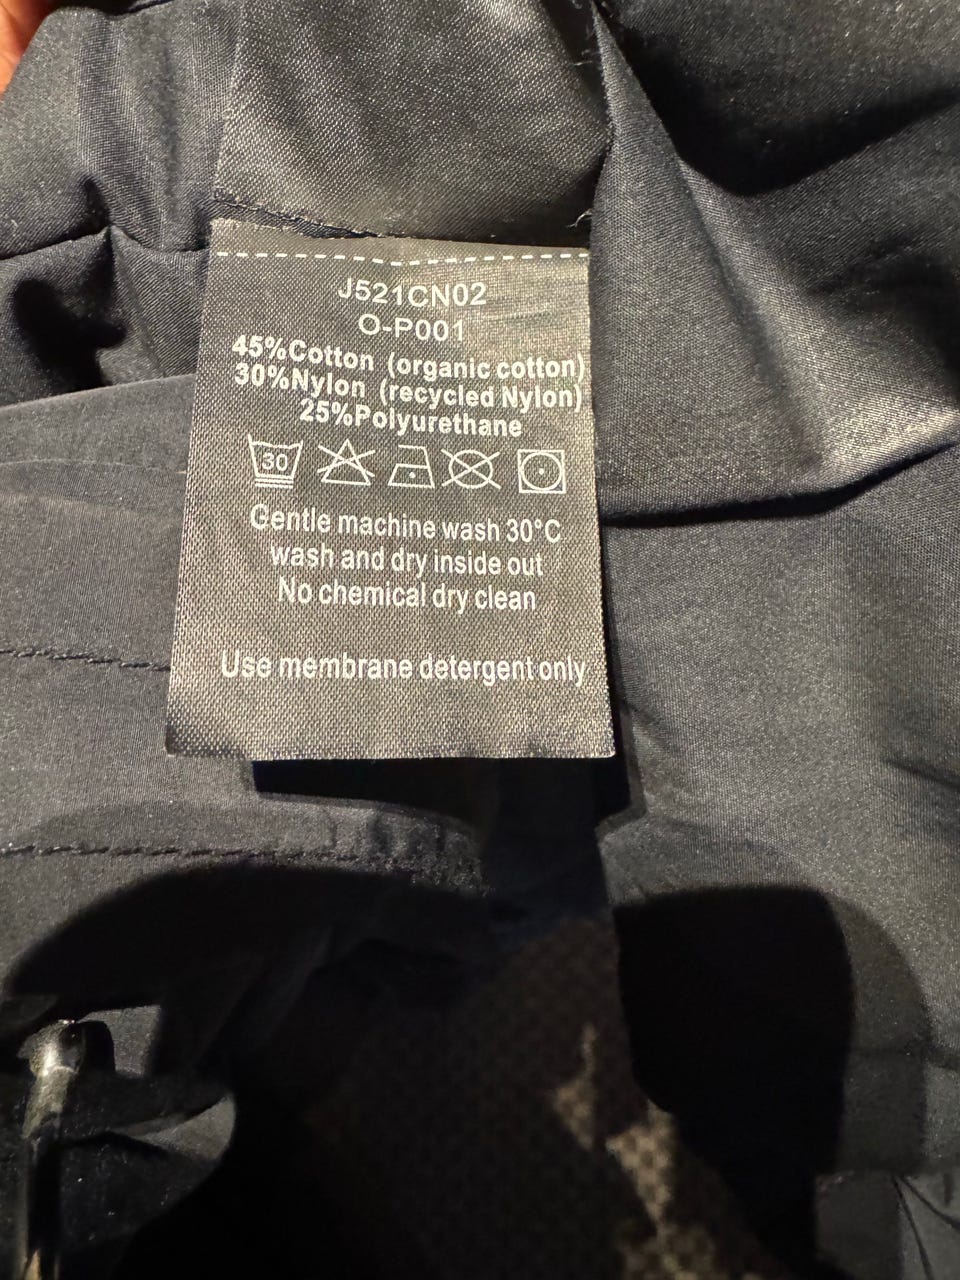 J521CN02
O-P001
45%Cotton (organic cotton)
30%Nylon (recycled Nylon)
25%Polyurethane
30
Gentle machine wash 30°C
wash and dry inside out
No chemical dry clean
Use membrane detergent only